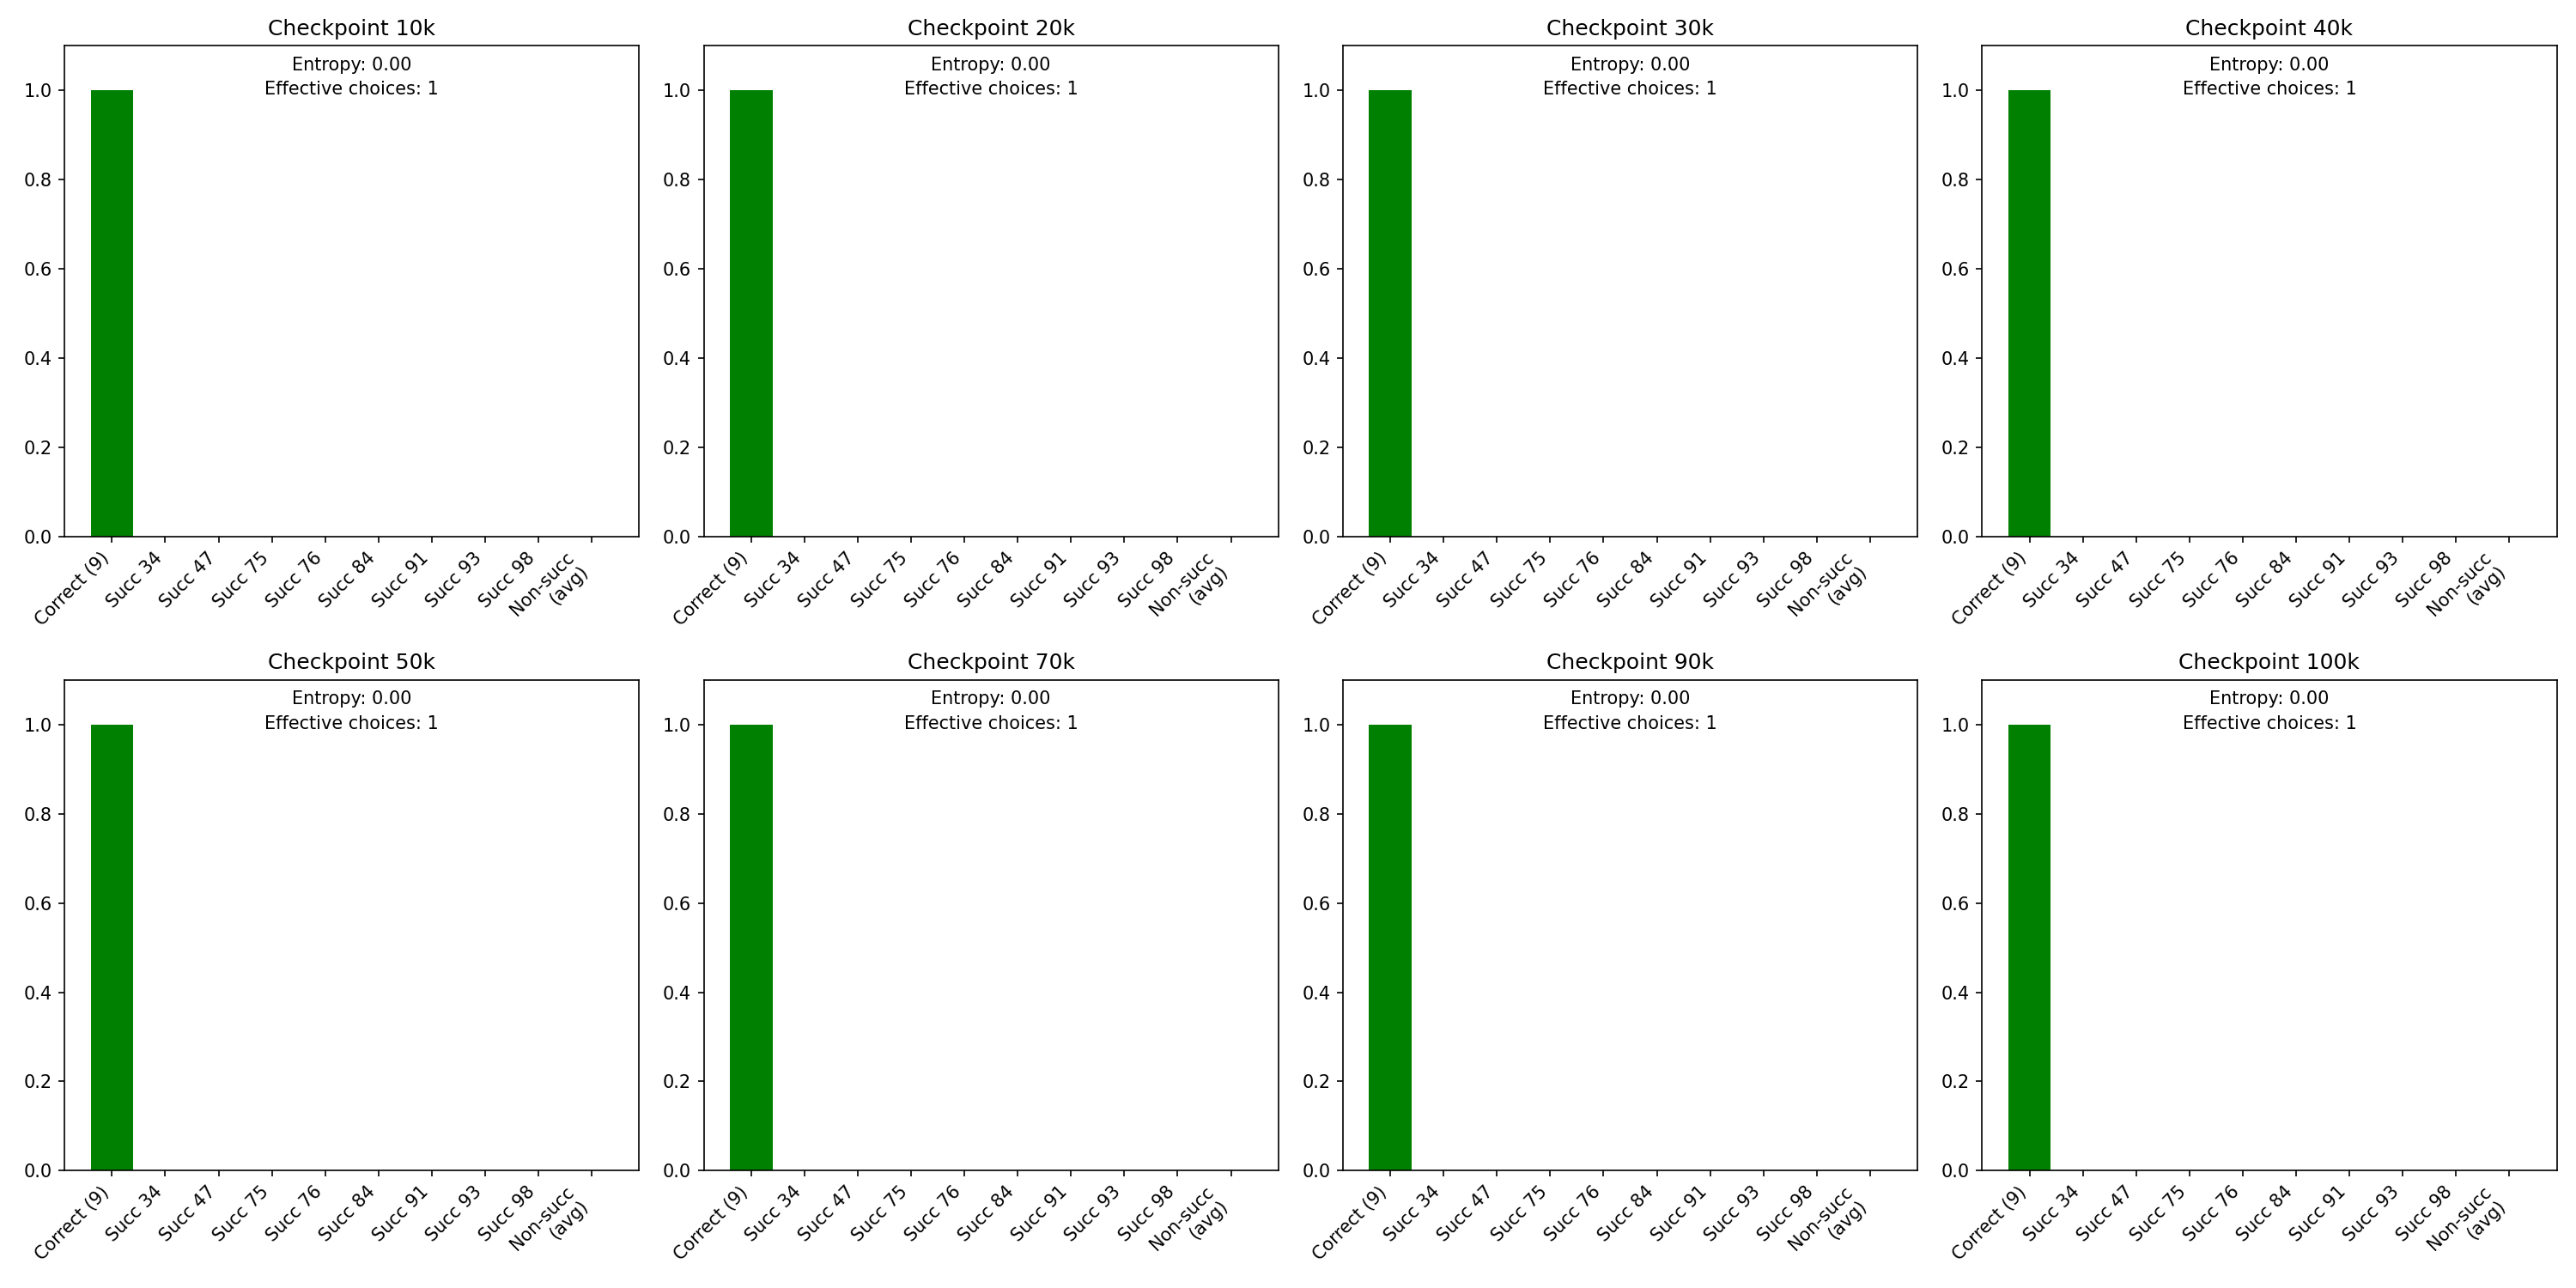 Checkpoint 10k
Entropy: 0.00
Effective choices: 1
1.0
0.8
0.6
0.4
0.2
0.0
Correct (9)
Succ 34
Succ 47
Succ 75
Succ 76
Succ 84
Succ 91
Succ 93
Succ 98
Non-succ
(avg)
Checkpoint 20k
Entropy: 0.00
Effective choices: 1
1.0
0.8
0.6
0.4
0.2
0.0
Correct (9)
Succ 34
Succ 47
Succ 75
Succ 76
Succ 84
Succ 91
Succ 93
Succ 98
Non-succ
(avg)
Checkpoint 30k
Entropy: 0.00
Effective choices: 1
1.0
0.8
0.6
0.4
0.2
0.0
Correct (9)
Succ 34
Succ 47
Succ 75
Succ 76
Succ 84
Succ 91
Succ 93
Succ 98
Non-succ
(avg)
Checkpoint 40k
Entropy: 0.00
Effective choices: 1
1.0
0.8
0.6
0.4
0.2
0.0
Correct (9)
Succ 34
Succ 47
Succ 75
Succ 76
Succ 84
Succ 91
Succ 93
Succ 98
Non-succ
(avg)
Checkpoint 50k
Entropy: 0.00
Effective choices: 1
1.0
0.8
0.6
0.4
0.2
0.0
Correct (9)
Succ 34
Succ 47
Succ 75
Succ 76
Succ 84
Succ 91
Succ 93
Succ 98
Non-succ
(avg)
Checkpoint 70k
Entropy: 0.00
Effective choices: 1
1.0
0.8
0.6
0.4
0.2
0.0
Correct (9)
Succ 34
Succ 47
Succ 75
Succ 76
Succ 84
Succ 91
Succ 93
Succ 98
Non-succ
(avg)
Checkpoint 90k
Entropy: 0.00
Effective choices: 1
1.0
0.8
0.6
0.4
0.2
0.0
Correct (9)
Succ 34
Succ 47
Succ 75
Succ 76
Succ 84
Succ 91
Succ 93
Succ 98
Non-succ
(avg)
Checkpoint 100k
Entropy: 0.00
Effective choices: 1
1.0
0.8
0.6
0.4
0.2
0.0
Correct (9)
Succ 34
Succ 47
Succ 75
Succ 76
Succ 84
Succ 91
Succ 93
Succ 98
Non-succ
(avg)